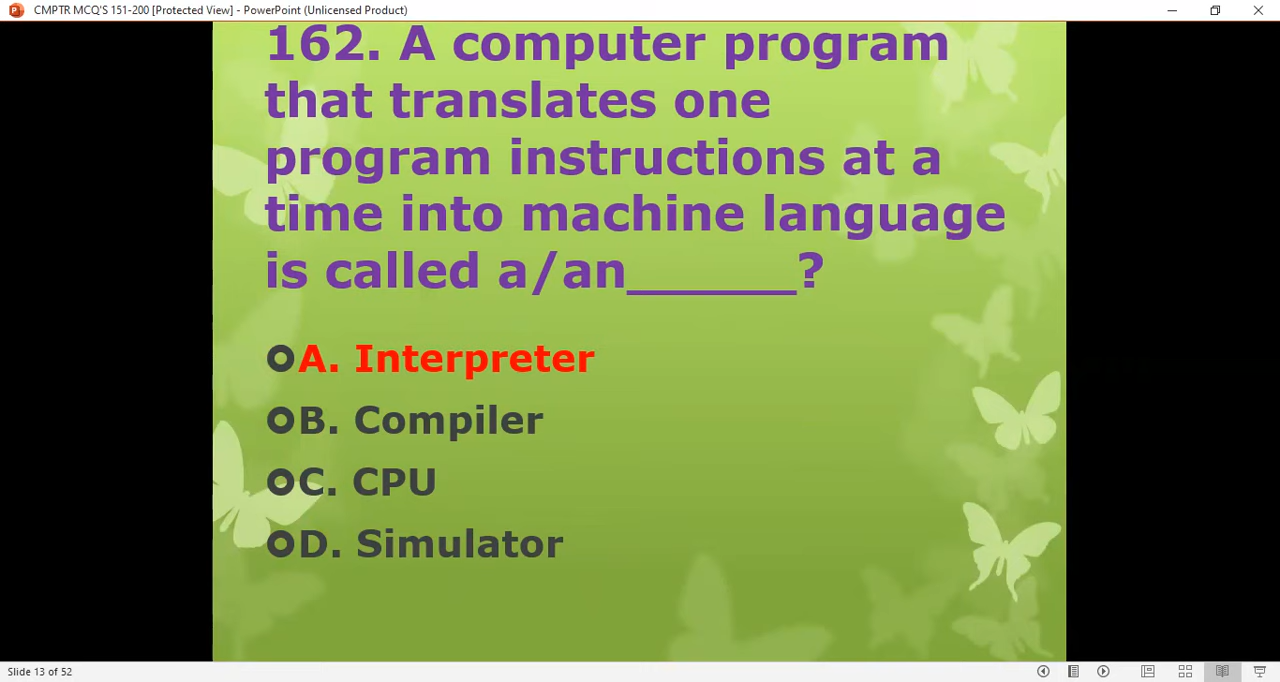 CMPTR MCQ'S 151-200 [Protected View] - PowerPoint (Unlicensed Product)
162. A computer program
that translates one
program instructions at a
time into machine language
is called a/an______?
A. Interpreter
B. Compiler
C. CPU
D. Simulator
Slide 13 of 52